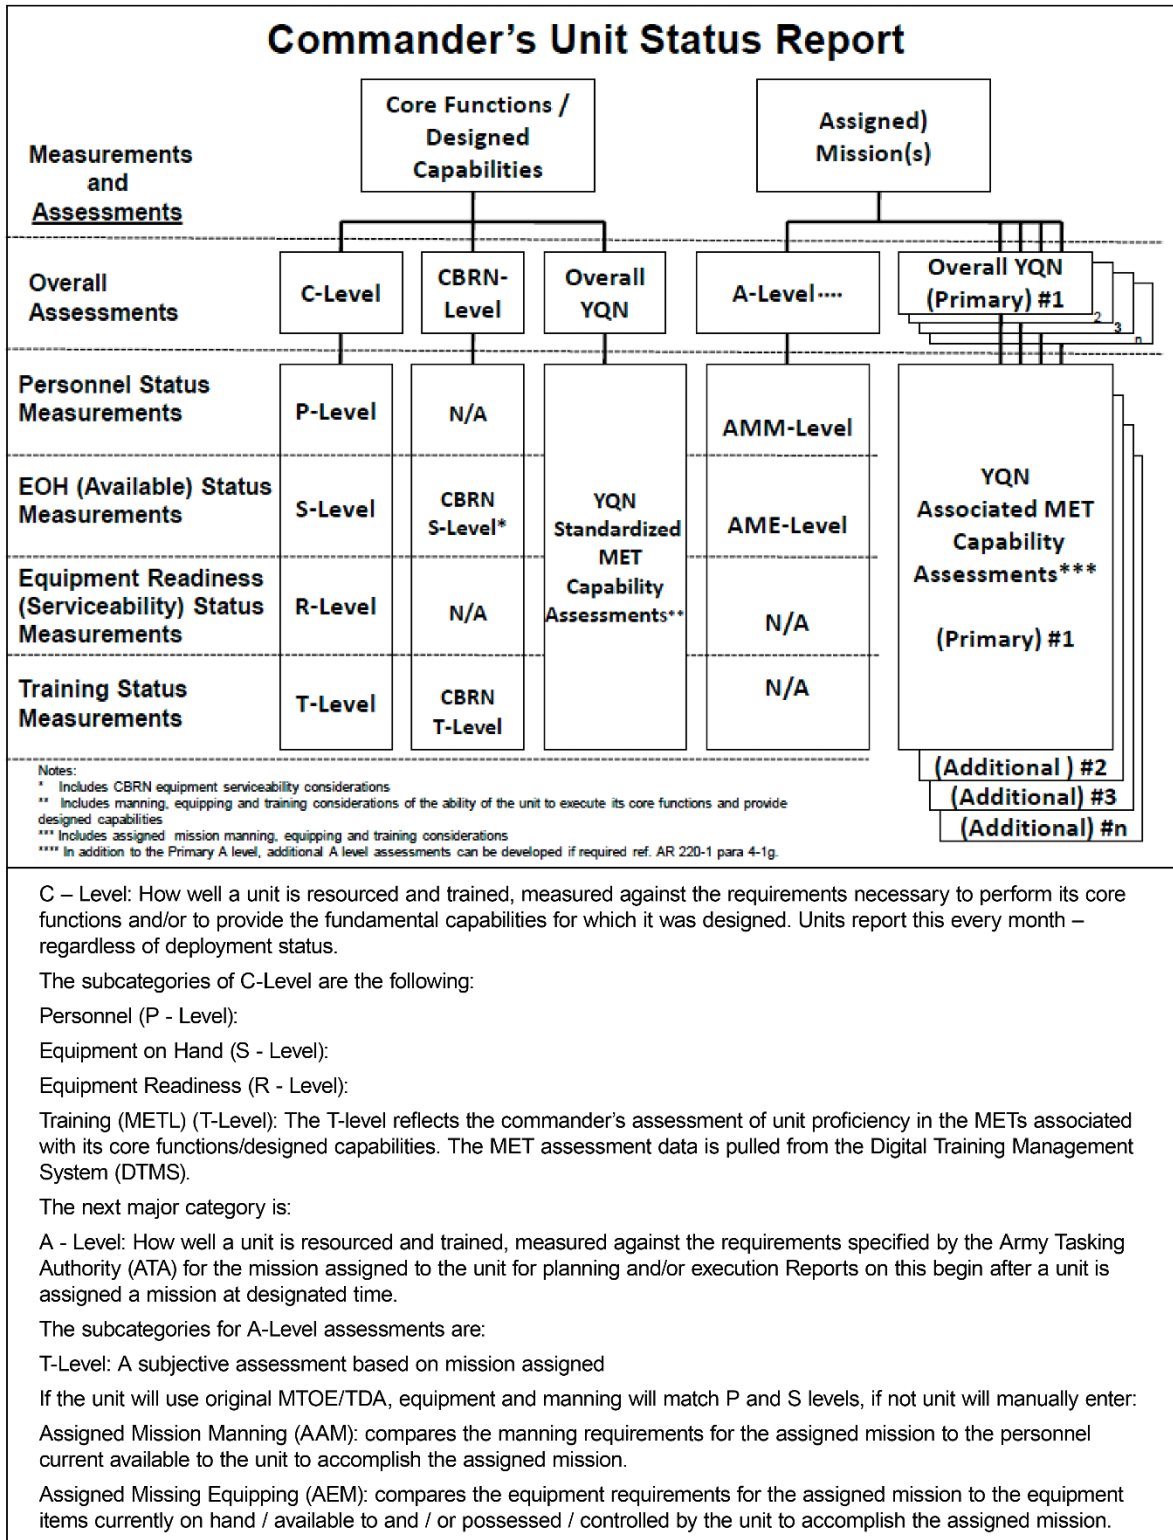 Commander's Unit Status Report
Core Functions /
Designed
Capabilities
Assigned)
Mission(s)
Measurements
and
Assessments
Overall
Assessments
C-Level
CBRN-
Level
Overall
YQN
A-Level ····
Overall YQN
(Primary) #1
2
3
n
Personnel Status
Measurements
P-Level
N/A
AMM-Level
EOH (Available) Status
Measurements
S-Level
CBRN
S-Level*
AME-Level
YQN
Standardized
MET
Capability
Assessments**
YQN
Associated MET
Capability
Assessments***
(Primary) #1
Equipment Readiness
(Serviceability) Status
Measurements
R-Level
N/A
N/A
Training Status
Measurements
T-Level
CBRN
T-Level
N/A
(Additional ) #2
(Additional) #3
(Additional) #n
Notes:
* Includes CBRN equipment serviceability considerations
** Includes manning, equipping and training considerations of the ability of the unit to execute its core functions and provide
designed capabilities
*** Includes assigned mission manning, equipping and training considerations
**** In addition to the Primary A level, additional A level assessments can be developed if required ref. AR 220-1 para 4-1g.
C – Level: How well a unit is resourced and trained, measured against the requirements necessary to perform its core
functions and/or to provide the fundamental capabilities for which it was designed. Units report this every month –
regardless of deployment status.
The subcategories of C-Level are the following:
Personnel (P - Level):
Equipment on Hand (S - Level):
Equipment Readiness (R - Level):
Training (METL) (T-Level): The T-level reflects the commander's assessment of unit proficiency in the METs associated
with its core functions/designed capabilities. The MET assessment data is pulled from the Digital Training Management
System (DTMS).
The next major category is:
A - Level: How well a unit is resourced and trained, measured against the requirements specified by the Army Tasking
Authority (ATA) for the mission assigned to the unit for planning and/or execution Reports on this begin after a unit is
assigned a mission at designated time.
The subcategories for A-Level assessments are:
T-Level: A subjective assessment based on mission assigned
If the unit will use original MTOE/TDA, equipment and manning will match P and S levels, if not unit will manually enter:
Assigned Mission Manning (AAM): compares the manning requirements for the assigned mission to the personnel
current available to the unit to accomplish the assigned mission.
Assigned Missing Equipping (AEM): compares the equipment requirements for the assigned mission to the equipment
items currently on hand / available to and / or possessed / controlled by the unit to accomplish the assigned mission.